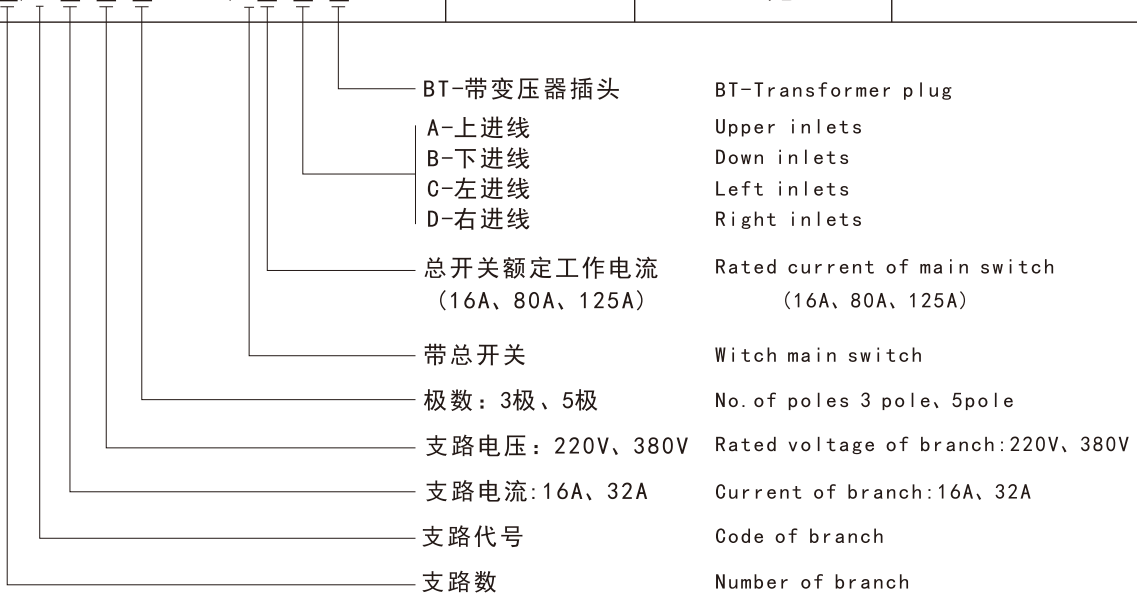 BT-带变压器插头 BT-Transformer plug
A-上进线 Upper inlets
B-下进线 Down inlets
C-左进线 Left inlets
D-右进线 Right inlets
总开关额定工作电流 Rated current of main switch
(16A、80A、125A) (16A、80A、125A)
带总开关 Witch main switch
极数：3极、5极 No.of poles 3 pole、5pole
支路电压：220V、380V Rated voltage of branch:220V、380V
支路电流:16A、32A Current of branch:16A、32A
支路代号 Code of branch
支路数 Number of branch